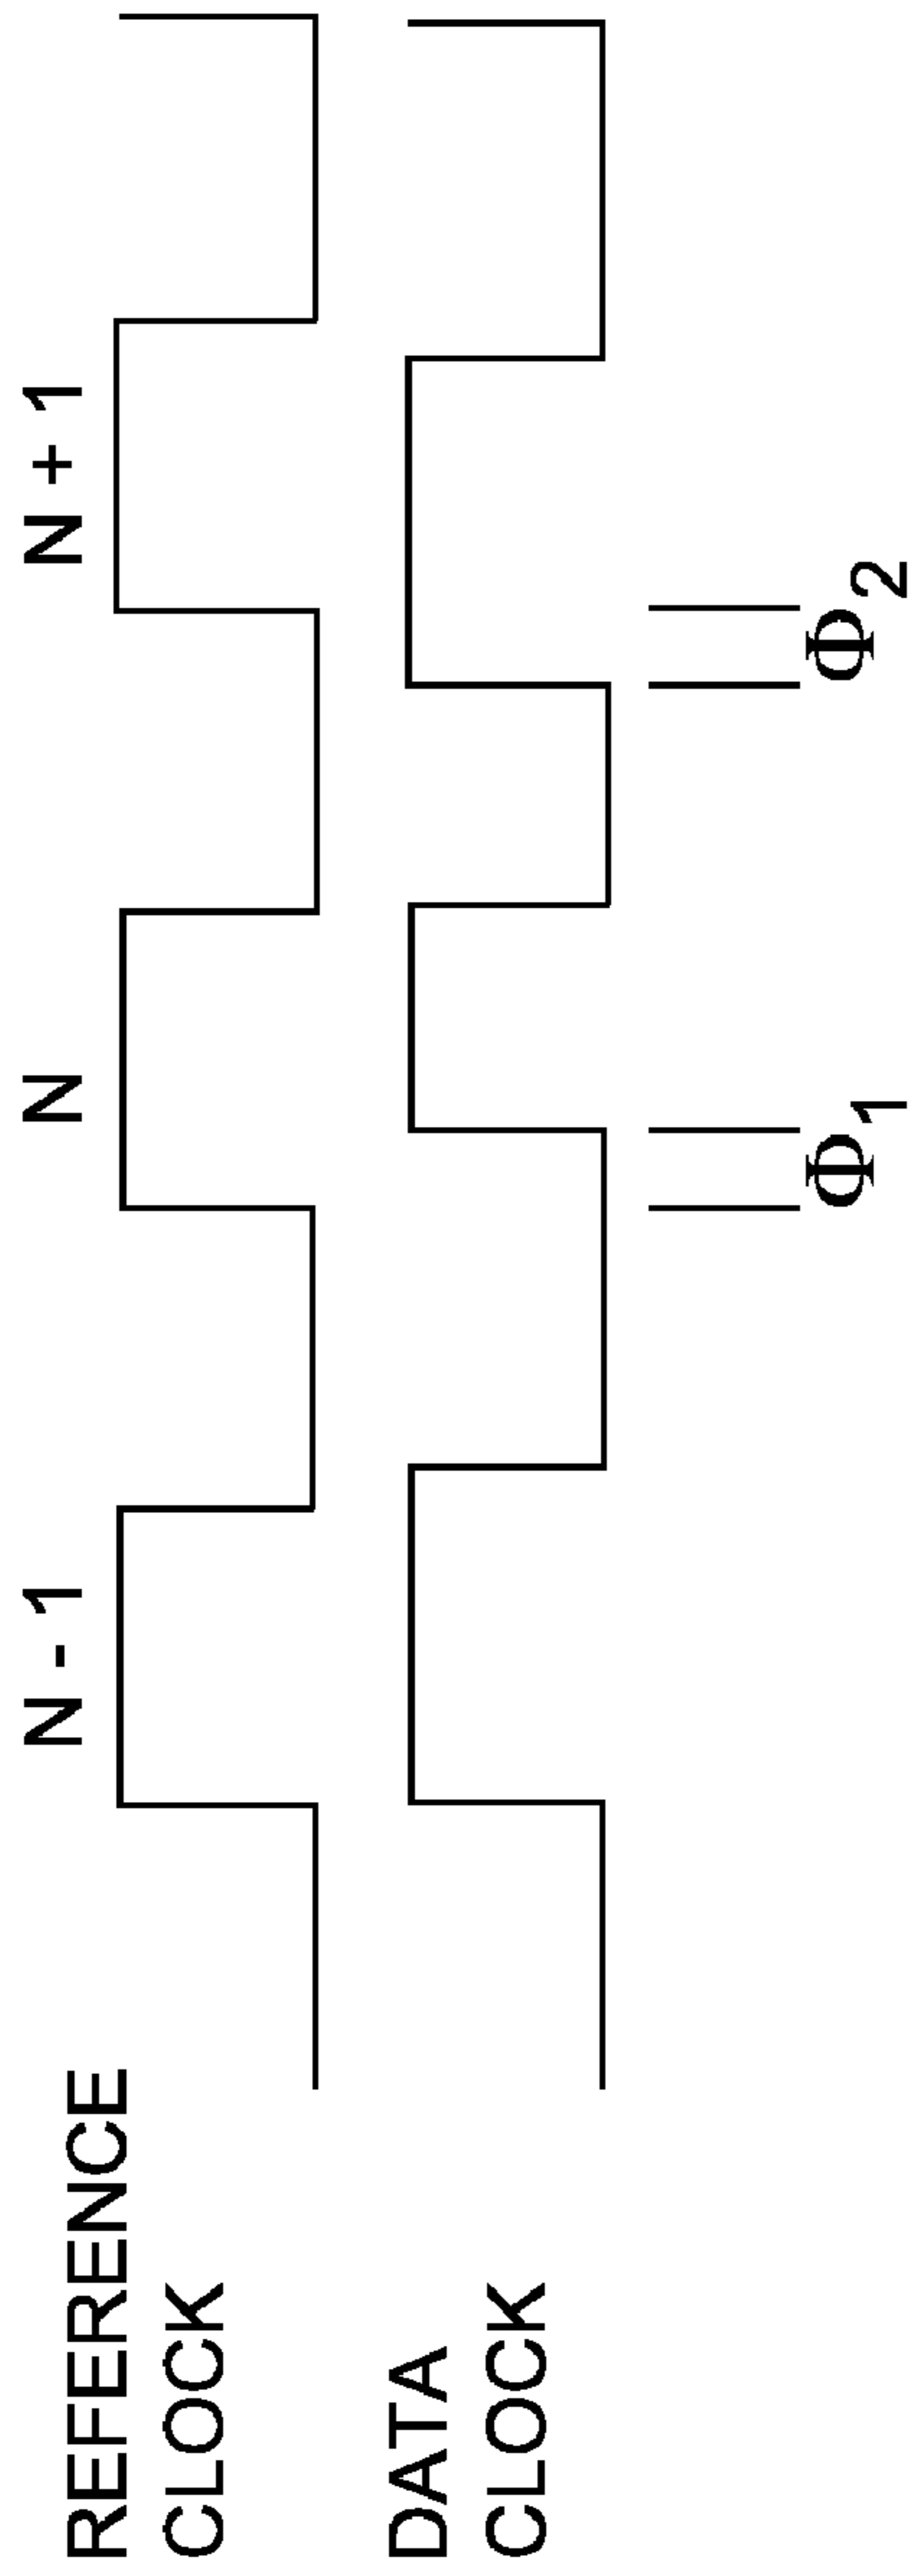 N - 1
N
N + 1
REFERENCE
CLOCK
DATA
CLOCK
Φ1
Φ2